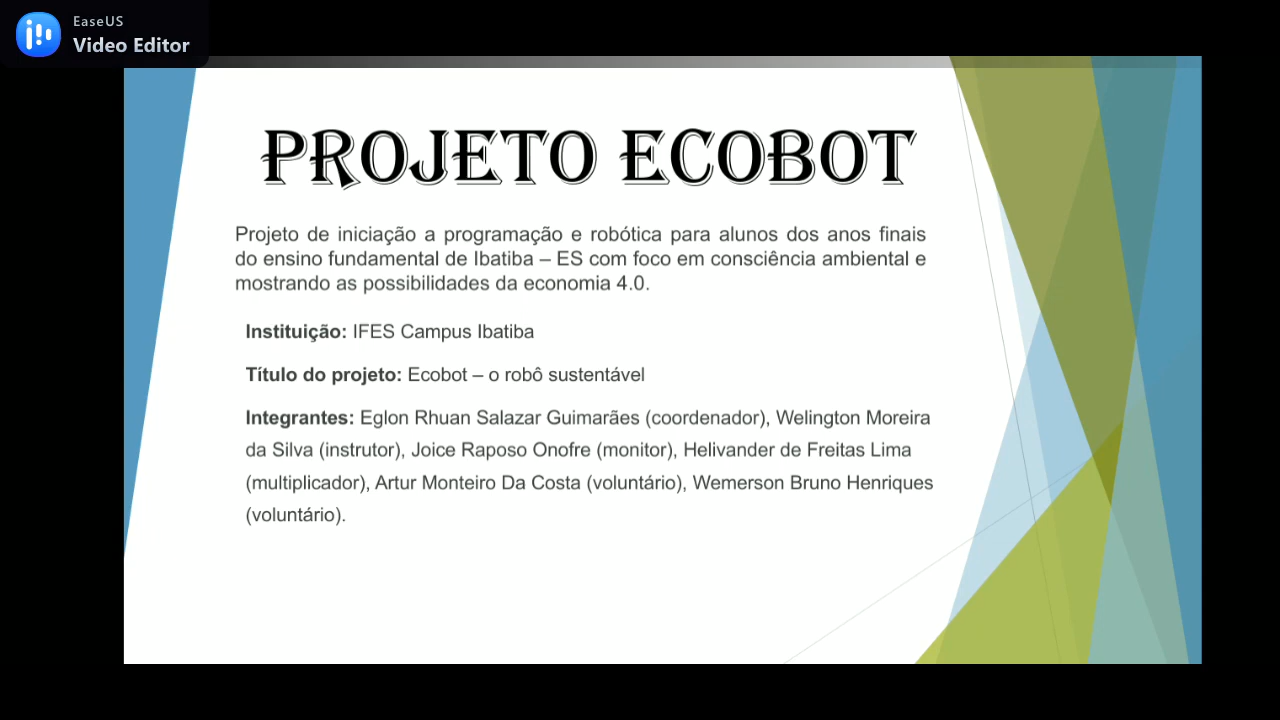 EaseUS
Video Editor
PROJETO ECOBOT
Projeto de iniciação a programação e robótica para alunos dos anos finais
do ensino fundamental de Ibatiba – ES com foco em consciência ambiental e
mostrando as possibilidades da economia 4.0.
Instituição: IFES Campus Ibatiba
Título do projeto: Ecobot – o robô sustentável
Integrantes: Eglon Rhuan Salazar Guimarães (coordenador), Welington Moreira
da Silva (instrutor), Joice Raposo Onofre (monitor), Helivander de Freitas Lima
(multiplicador), Artur Monteiro Da Costa (voluntário), Wemerson Bruno Henriques
(voluntário).